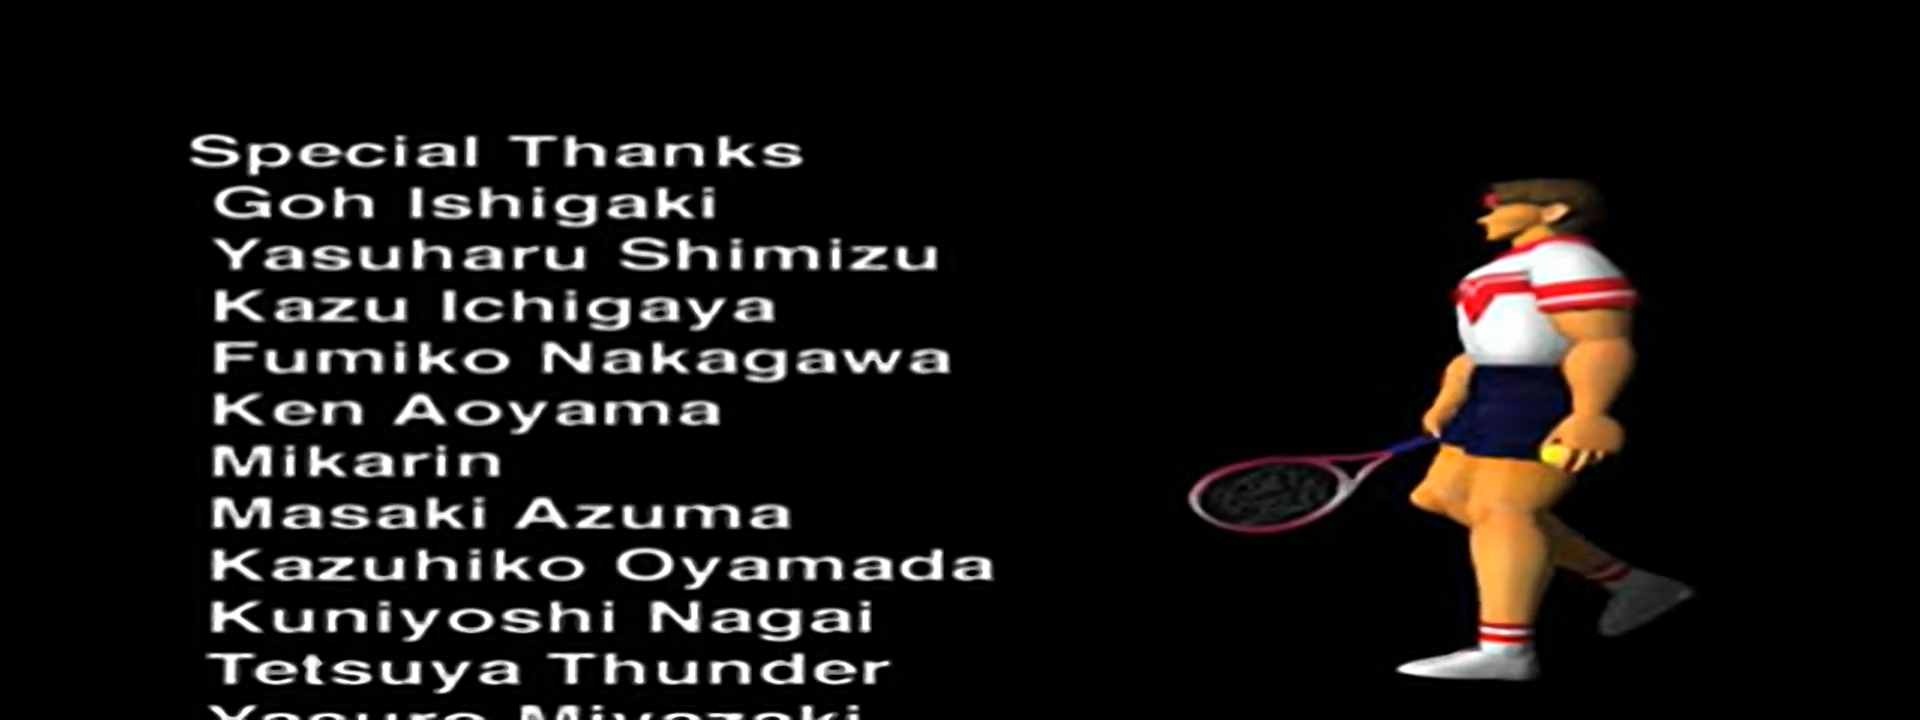 Special Thanks
Goh Ishigaki
Yasuharu Shimizu
Kazu Ichigaya
Fumiko Nakagawa
Ken Aoyama
Mikarin
Masaki Azuma
Kazuhiko Oyamada
Kuniyoshi Nagai
Tetsuya Thunder
Miyazaki